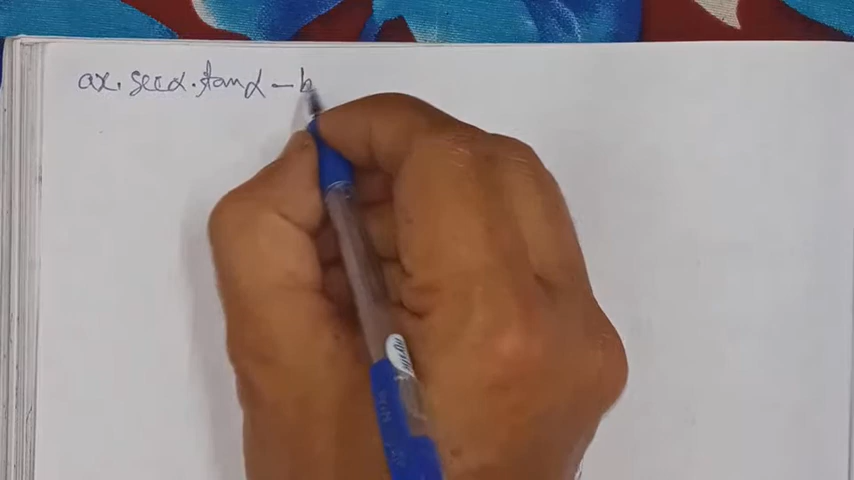 ax. secα. tanα - b